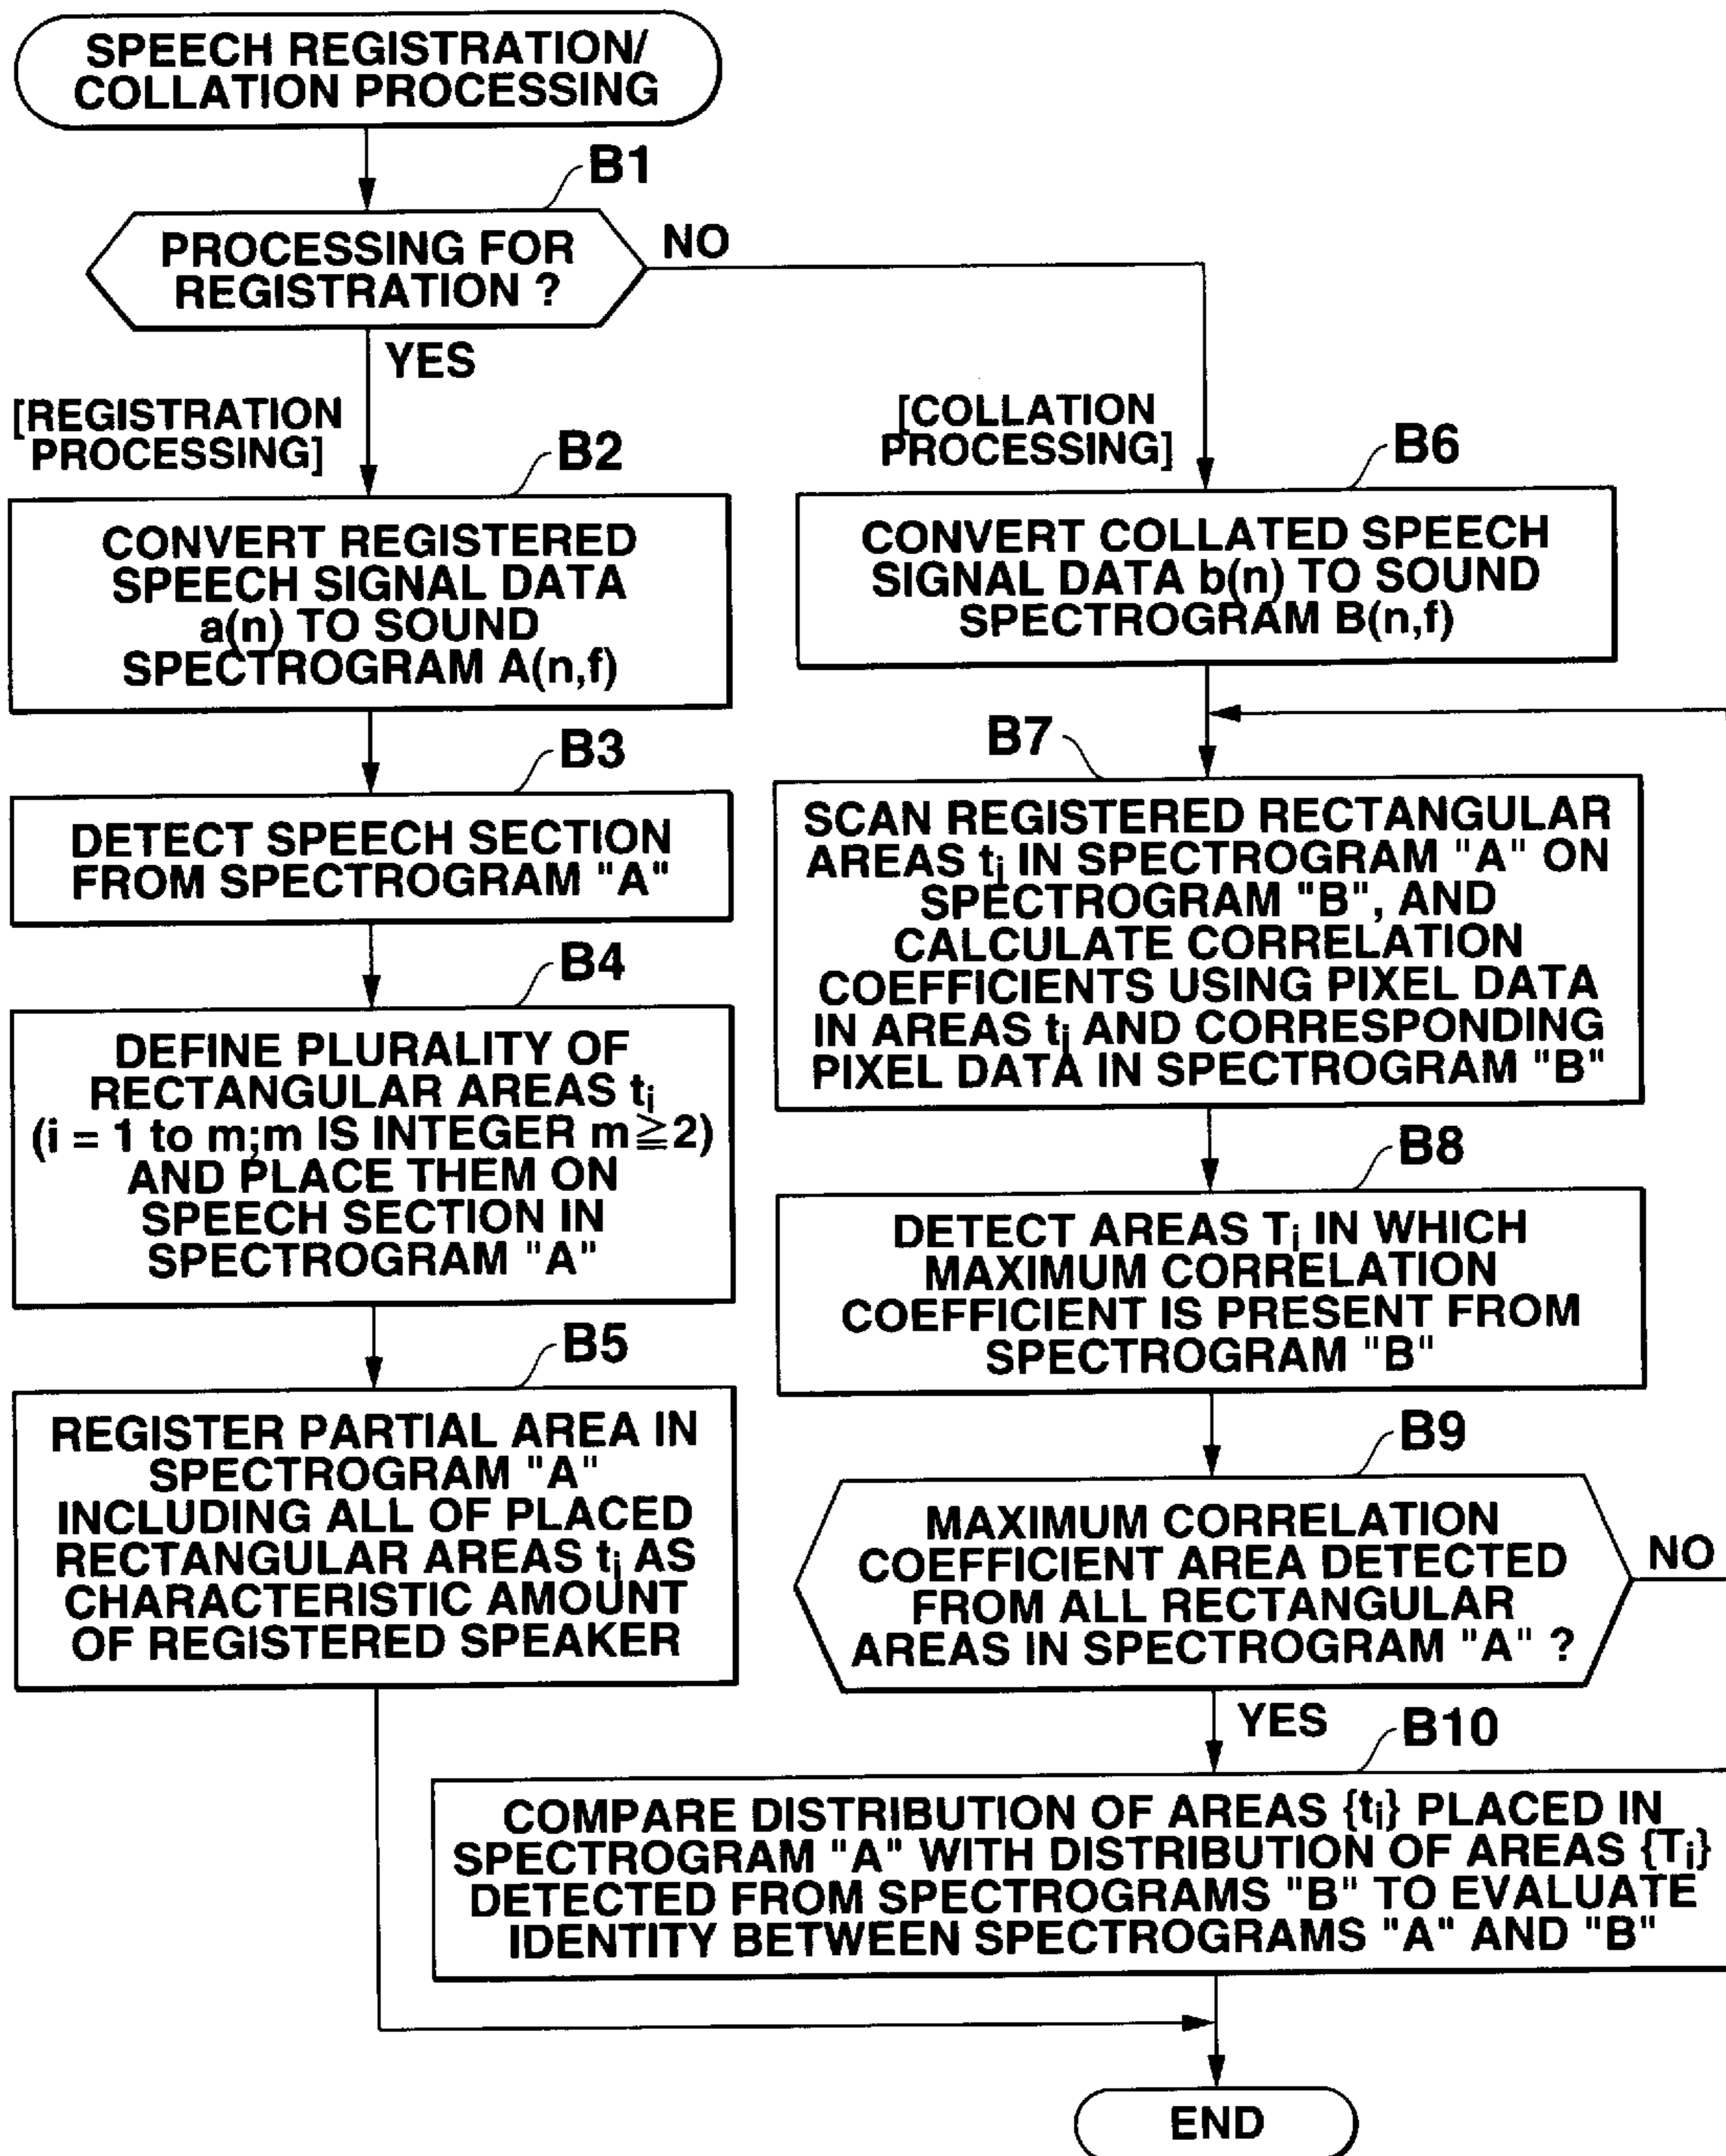 SPEECH REGISTRATION/
COLLATION PROCESSING
B1
PROCESSING FOR
REGISTRATION ?
NO
YES
[REGISTRATION
PROCESSING]
B2
CONVERT REGISTERED
SPEECH SIGNAL DATA
a(n) TO SOUND
SPECTROGRAM A(n,f)
B3
DETECT SPEECH SECTION
FROM SPECTROGRAM "A"
B4
DEFINE PLURALITY OF
RECTANGULAR AREAS ti
(i = 1 to m;m IS INTEGER m≧2)
AND PLACE THEM ON
SPEECH SECTION IN
SPECTROGRAM "A"
B5
REGISTER PARTIAL AREA IN
SPECTROGRAM "A"
INCLUDING ALL OF PLACED
RECTANGULAR AREAS ti AS
CHARACTERISTIC AMOUNT
OF REGISTERED SPEAKER
[COLLATION
PROCESSING]
B6
CONVERT COLLATED SPEECH
SIGNAL DATA b(n) TO SOUND
SPECTROGRAM B(n,f)
B7
SCAN REGISTERED RECTANGULAR
AREAS ti IN SPECTROGRAM "A" ON
SPECTROGRAM "B", AND
CALCULATE CORRELATION
COEFFICIENTS USING PIXEL DATA
IN AREAS ti AND CORRESPONDING
PIXEL DATA IN SPECTROGRAM "B"
B8
DETECT AREAS Ti IN WHICH
MAXIMUM CORRELATION
COEFFICIENT IS PRESENT FROM
SPECTROGRAM "B"
B9
MAXIMUM CORRELATION
COEFFICIENT AREA DETECTED
FROM ALL RECTANGULAR
AREAS IN SPECTROGRAM "A" ?
NO
YES
B10
COMPARE DISTRIBUTION OF AREAS {ti} PLACED IN
SPECTROGRAM "A" WITH DISTRIBUTION OF AREAS {Ti}
DETECTED FROM SPECTROGRAMS "B" TO EVALUATE
IDENTITY BETWEEN SPECTROGRAMS "A" AND "B"
END